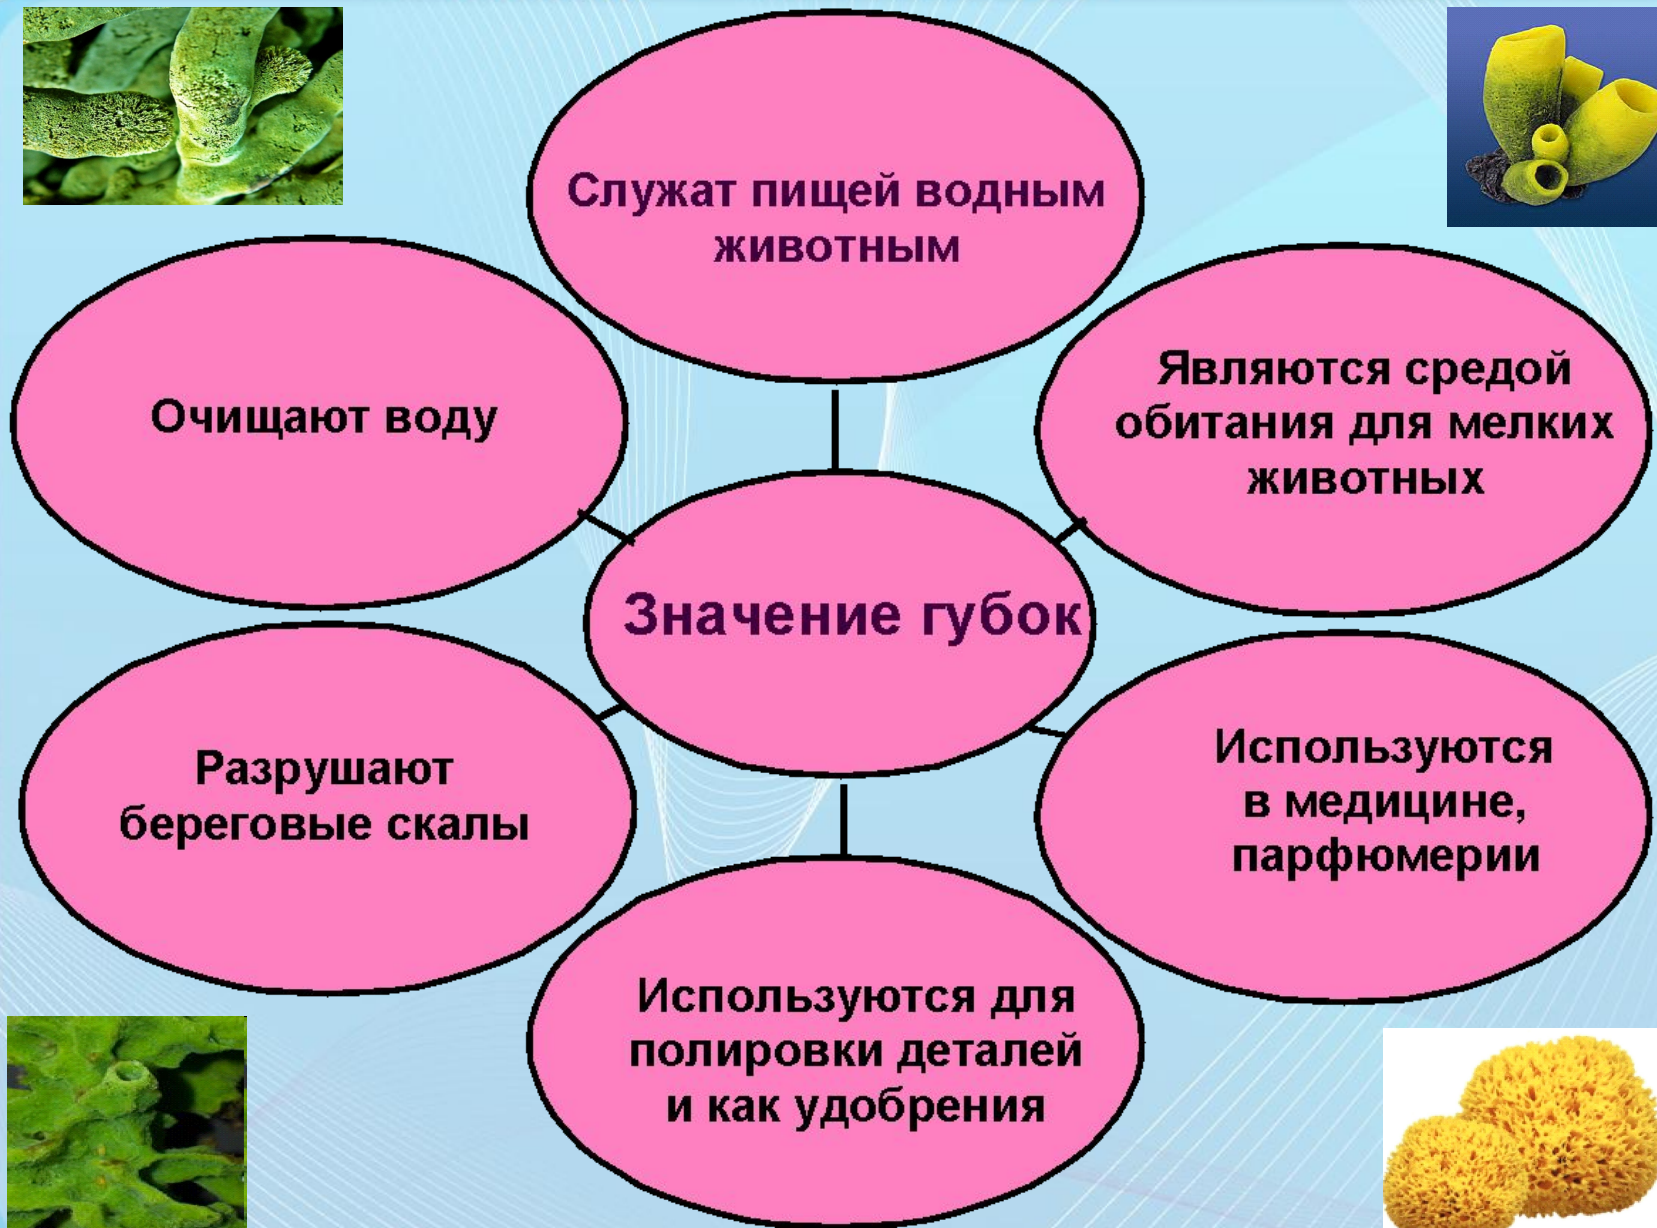 Служат пищей водным
животным
Очищают воду
Являются средой
обитания для мелких
животных
Значение губок
Разрушают
береговые скалы
Используются
в медицине,
парфюмерии
Используются для
полировки деталей
и как удобрения